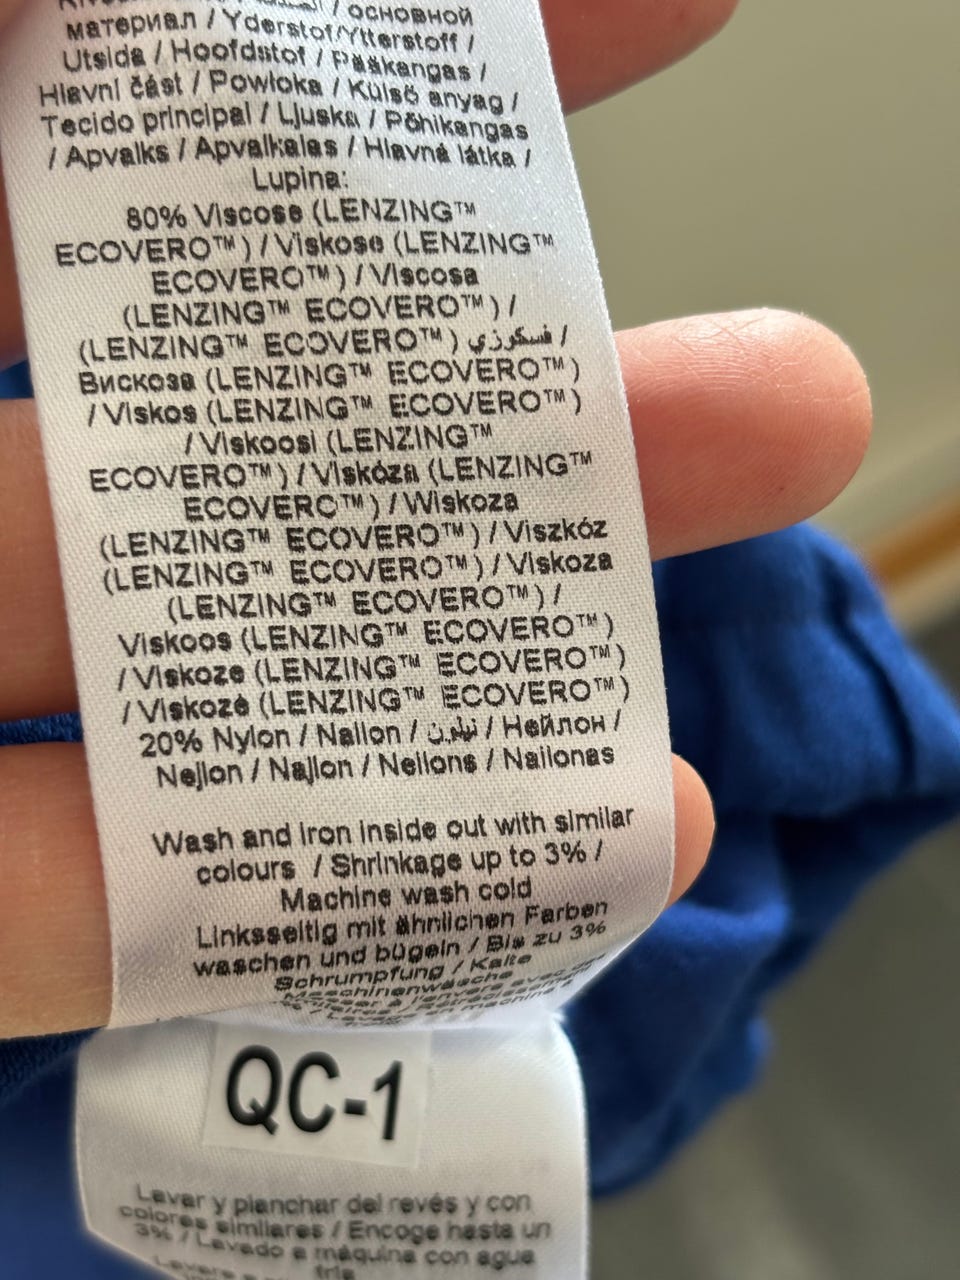 / основной
материал / Yderstof/Ytterstoff /
Utsida / Hoofdstof / Pääkangas /
Hlavní část / Powłoka / Külső anyag /
Tecido principal / Ljuska / Põhikangas
/ Apvalks / Apvalkalas / Hlavná látka /
Lupina:
80% Viscose (LENZING™
ECOVERO™) / Viskose (LENZING™
ECOVERO™) / Viscosa
(LENZING™ ECOVERO™) /
(LENZING™ ECOVERO™) فسكوزي /
Вискоза (LENZING™ ECOVERO™)
/ Viskos (LENZING™ ECOVERO™)
/ Viskoosi (LENZING™
ECOVERO™) / Viskóza (LENZING™
ECOVERO™) / Wiskoza
(LENZING™ ECOVERO™) / Viszkóz
(LENZING™ ECOVERO™) / Viskoza
(LENZING™ ECOVERO™) /
Viskoos (LENZING™ ECOVERO™)
/ Viskoze (LENZING™ ECOVERO™)
/ Viskozė (LENZING™ ECOVERO™)
20% Nylon / Nailon / نيلون / Нейлон /
Nejlon / Najlon / Neilons / Nailonas
Wash and iron inside out with similar
colours / Shrinkage up to 3% /
Machine wash cold
Linksseitig mit ähnlichen Farben
waschen und bügeln / Bis zu 3%
Schrumpfung / Kalte
Maschinenwäsche
QC-1
Lavar y planchar del revés y con
colores similares / Encoge hasta un
3% / Lavado a máquina con agua
fría